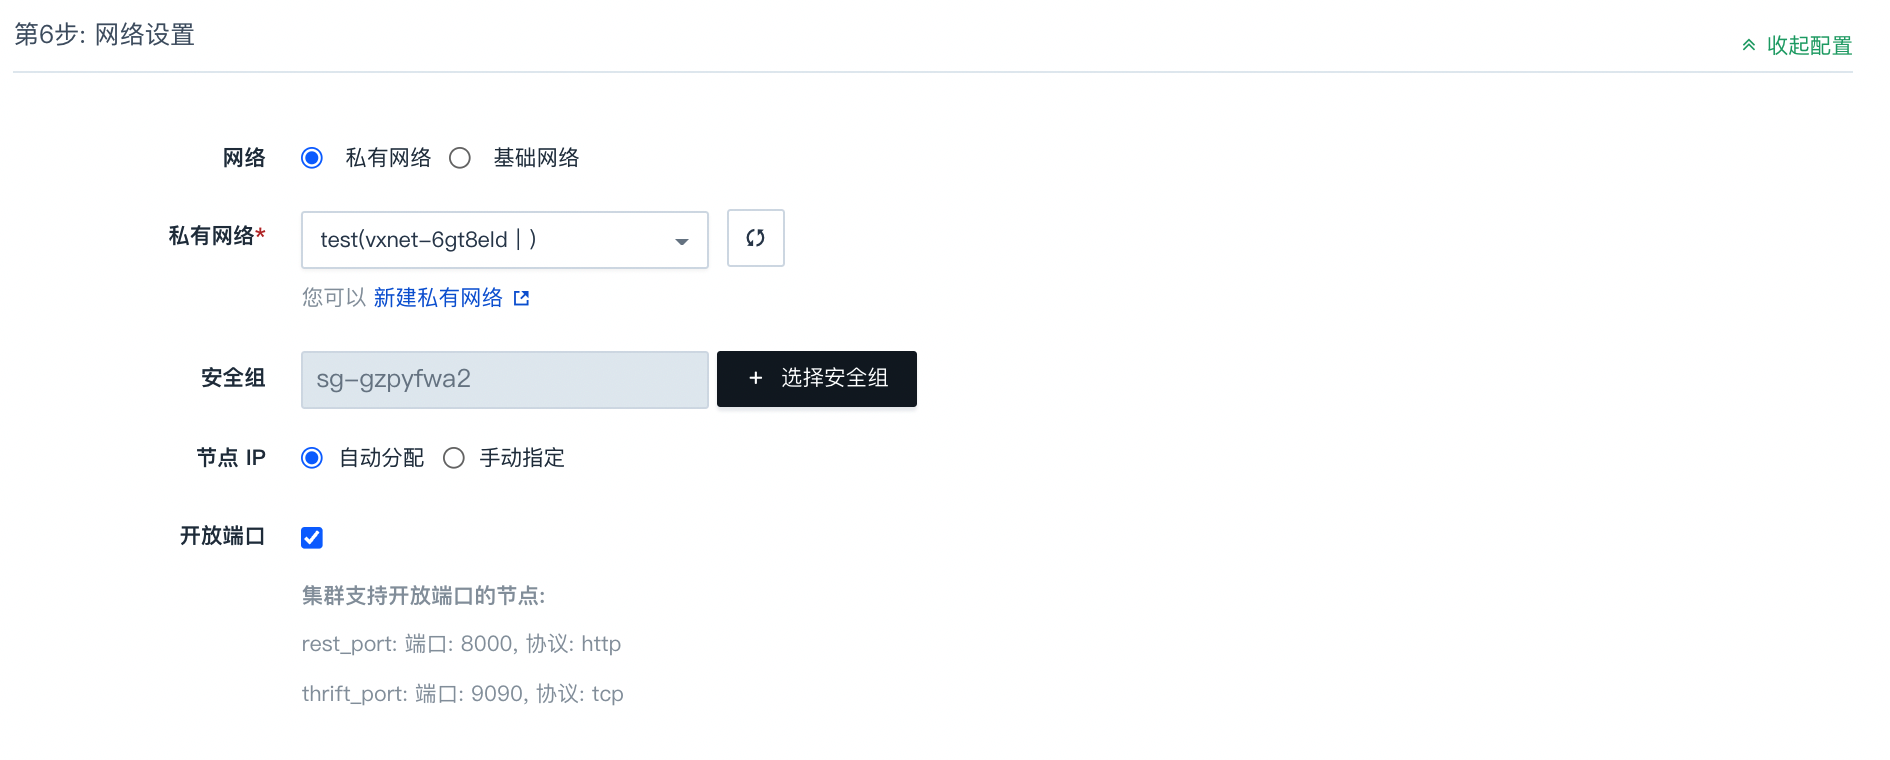 第6步: 网络设置
收起配置
网络 私有网络 基础网络
私有网络* test(vxnet-6gt8eld | )
您可以 新建私有网络
安全组 sg-gzpyfwa2 + 选择安全组
节点 IP 自动分配 手动指定
开放端口
集群支持开放端口的节点:
rest_port: 端口: 8000, 协议: http
thrift_port: 端口: 9090, 协议: tcp